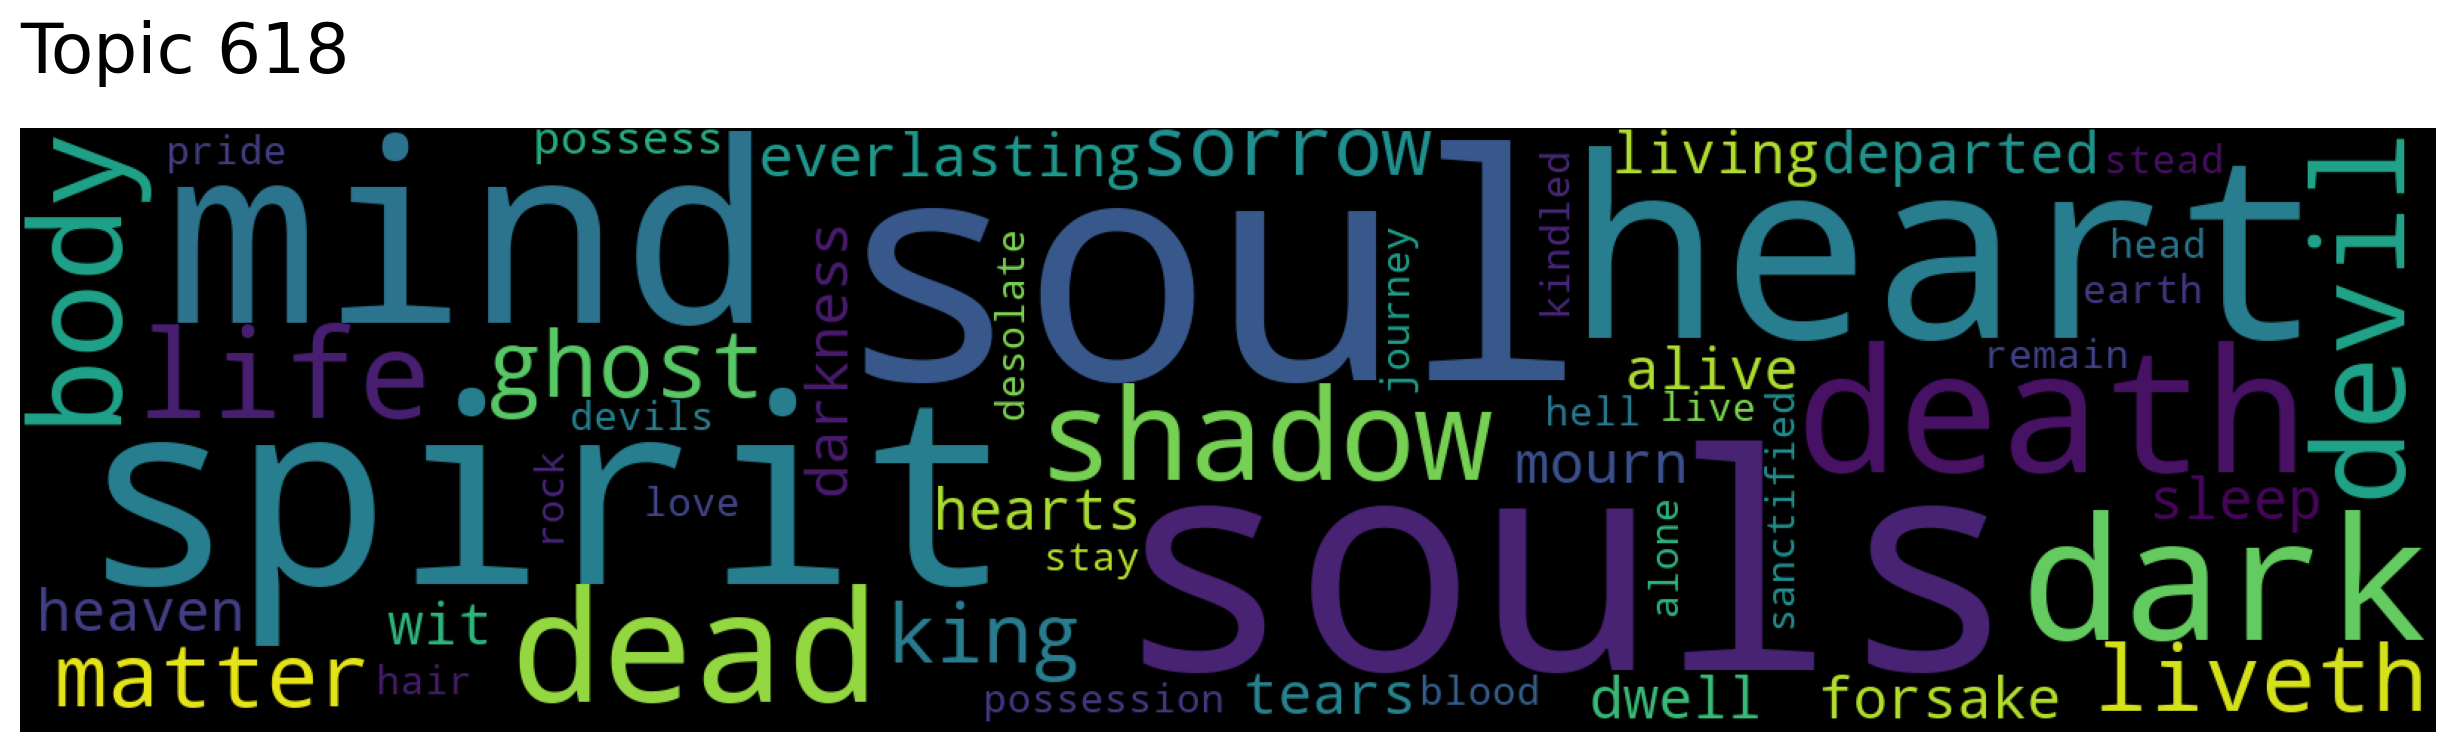 Topic 618
pride
possess
everlasting
sorrow
living
departed
stead
body
mind
soul
kindled
heart
head
earth
devil
darkness
desolate
journey
life
ghost
devils
shadow
alive
hell
live
remain
death
spirit
rock
love
hearts
stay
mourn
souls
alone
sanctified
sleep
dark
heaven
wit
dead
king
matter
hair
possession
tears
blood
dwell
forsake
liveth